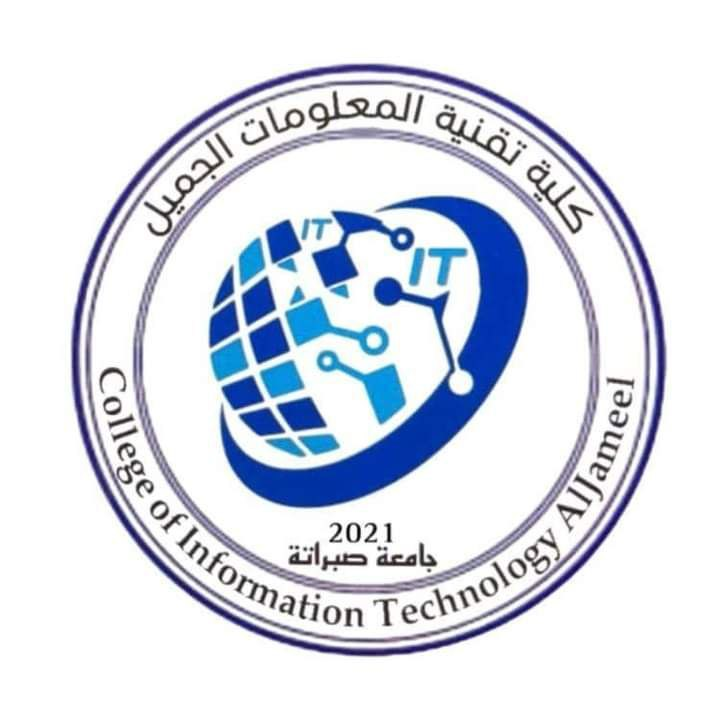 كلية تقنية المعلومات الجميل
IT
IT
2021
جامعة صبراتة
College of Information Technology AlJameel